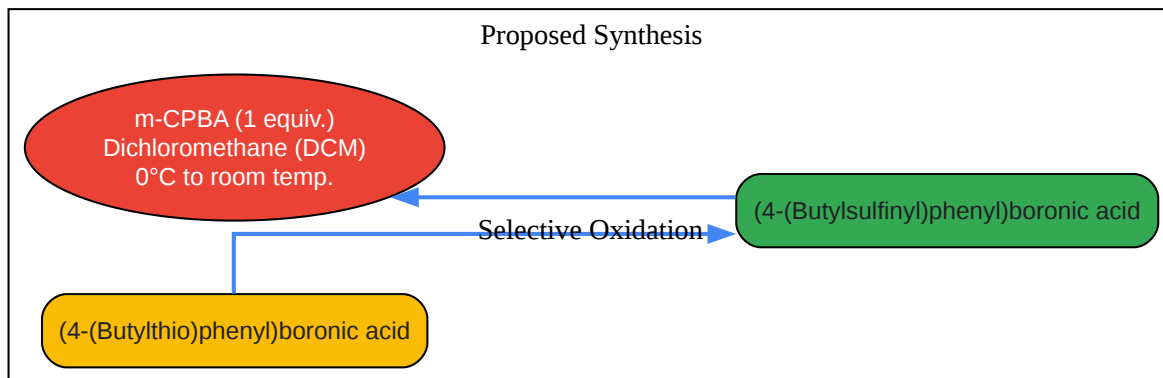 Proposed Synthesis
m-CPBA (1 equiv.)
Dichloromethane (DCM)
0°C to room temp.
(4-(Butylsulfinyl)phenyl)boronic acid
Selective Oxidation
(4-(Butylthio)phenyl)boronic acid